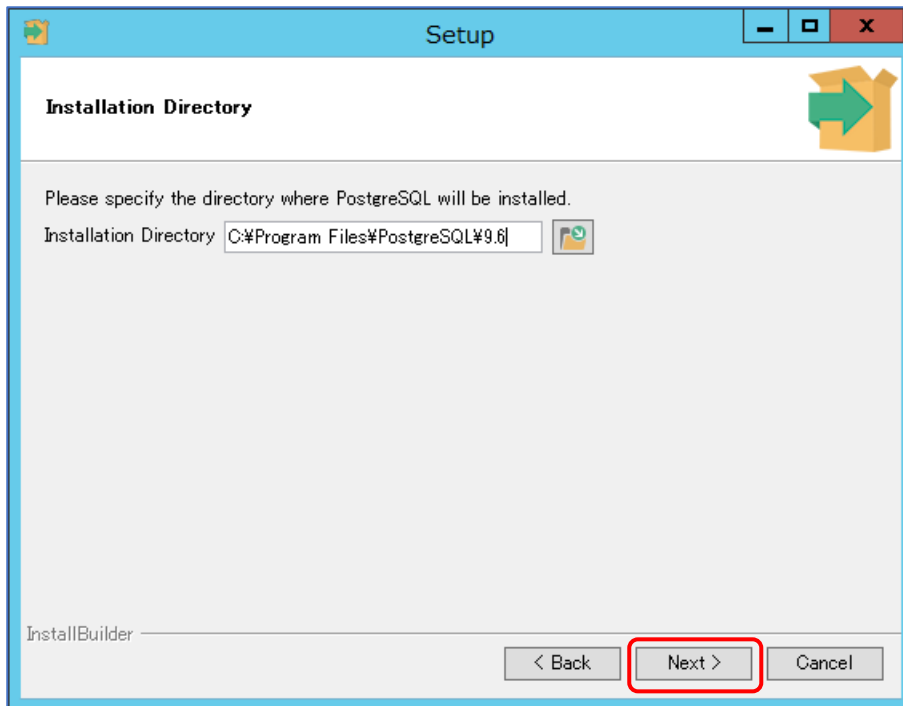 Setup
Installation Directory
Please specify the directory where PostgreSQL will be installed.
Installation Directory C:¥Program Files¥PostgreSQL¥9.6
InstallBuilder
< Back Next > Cancel